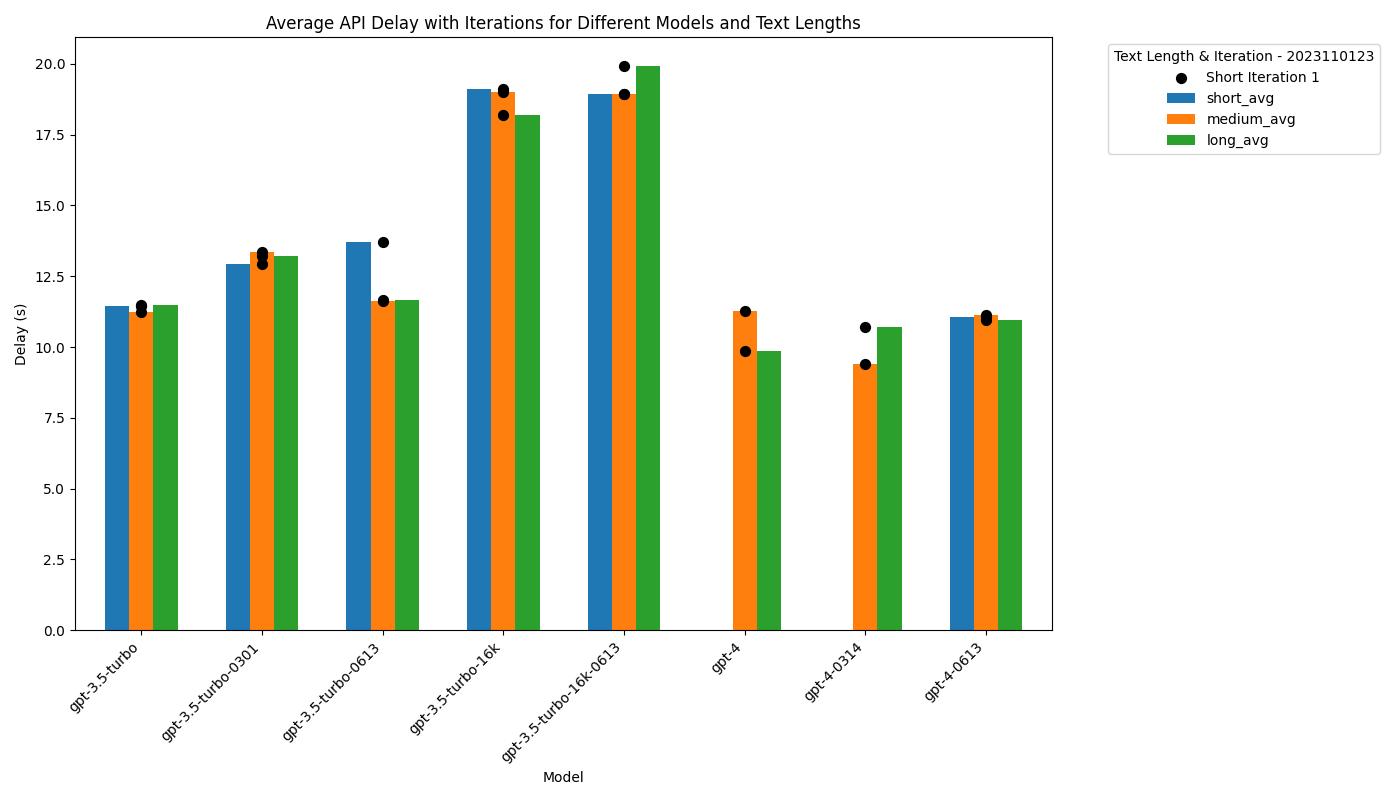 Average API Delay with Iterations for Different Models and Text Lengths
Text Length & Iteration - 2023110123
Short Iteration 1
short_avg
medium_avg
long_avg
Delay (s)
20.0
17.5
15.0
12.5
10.0
7.5
5.0
2.5
0.0
gpt-3.5-turbo
gpt-3.5-turbo-0301
gpt-3.5-turbo-0613
gpt-3.5-turbo-16k
gpt-3.5-turbo-16k-0613
gpt-4
gpt-4-0314
gpt-4-0613
Model